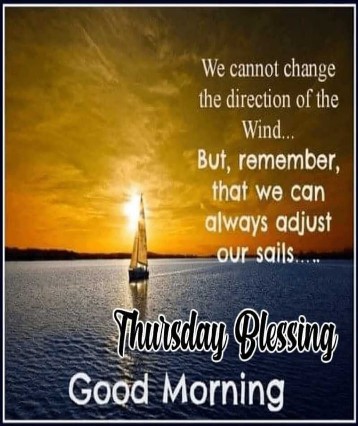 We cannot change
the direction of the
Wind...
But, remember,
that we can
always adjust
our sails.....
Thursday Blessing
Good Morning